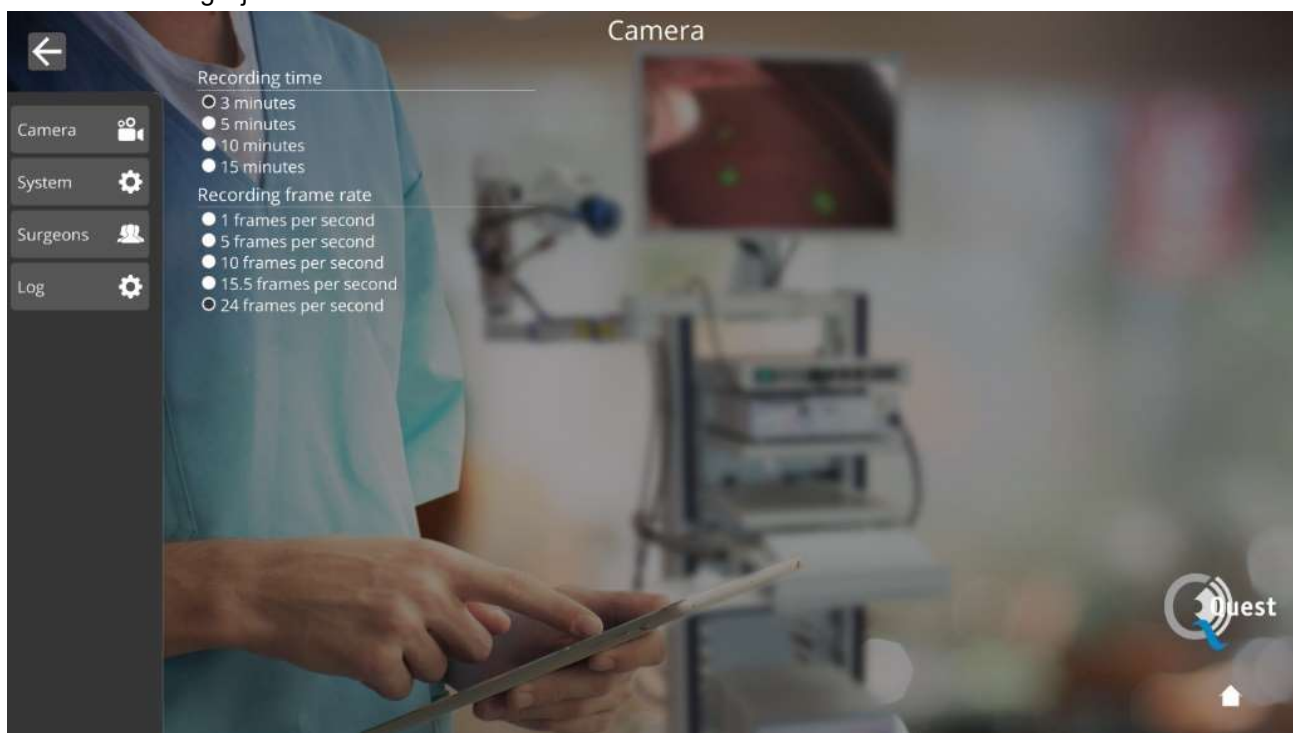 Camera
Recording time
3 minutes
5 minutes
10 minutes
15 minutes
Recording frame rate
1 frames per second
5 frames per second
10 frames per second
15.5 frames per second
24 frames per second
Camera
System
Surgeons
Log
Quest